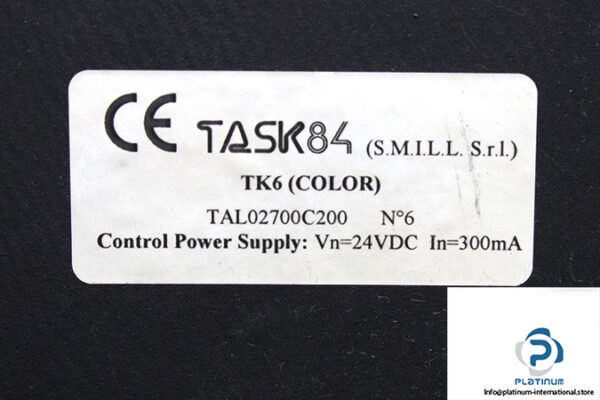 CE TASK84 (S.M.I.L.L. S.r.l.)
TK6 (COLOR)
TAL02700C200 N°6
Control Power Supply: Vn=24VDC In=300mA
PLATINUM
Info@platinum-international.store